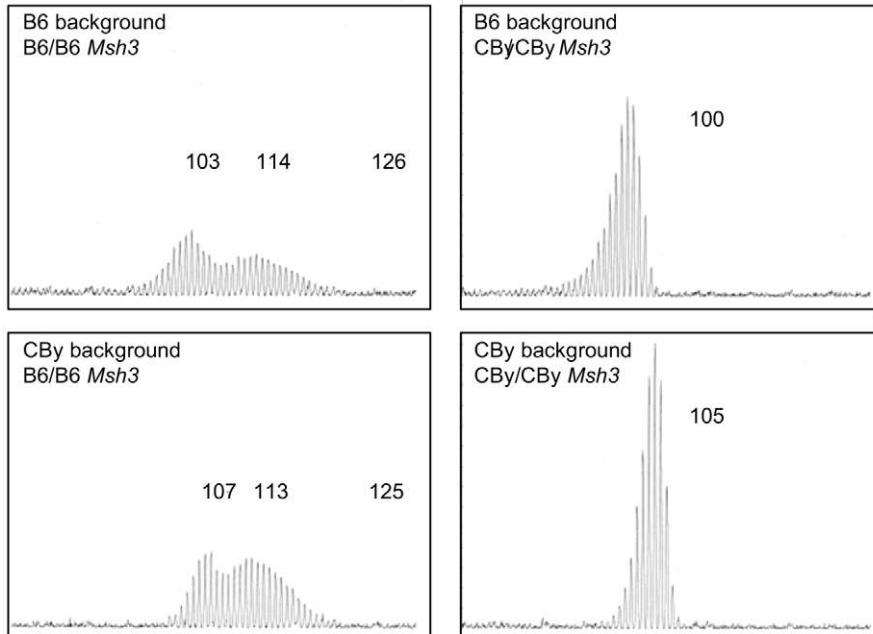 B6 background
B6/B6 Msh3
103 114 126
B6 background
CBy/CBy Msh3
100
CBy background
B6/B6 Msh3
107 113 125
CBy background
CBy/CBy Msh3
105